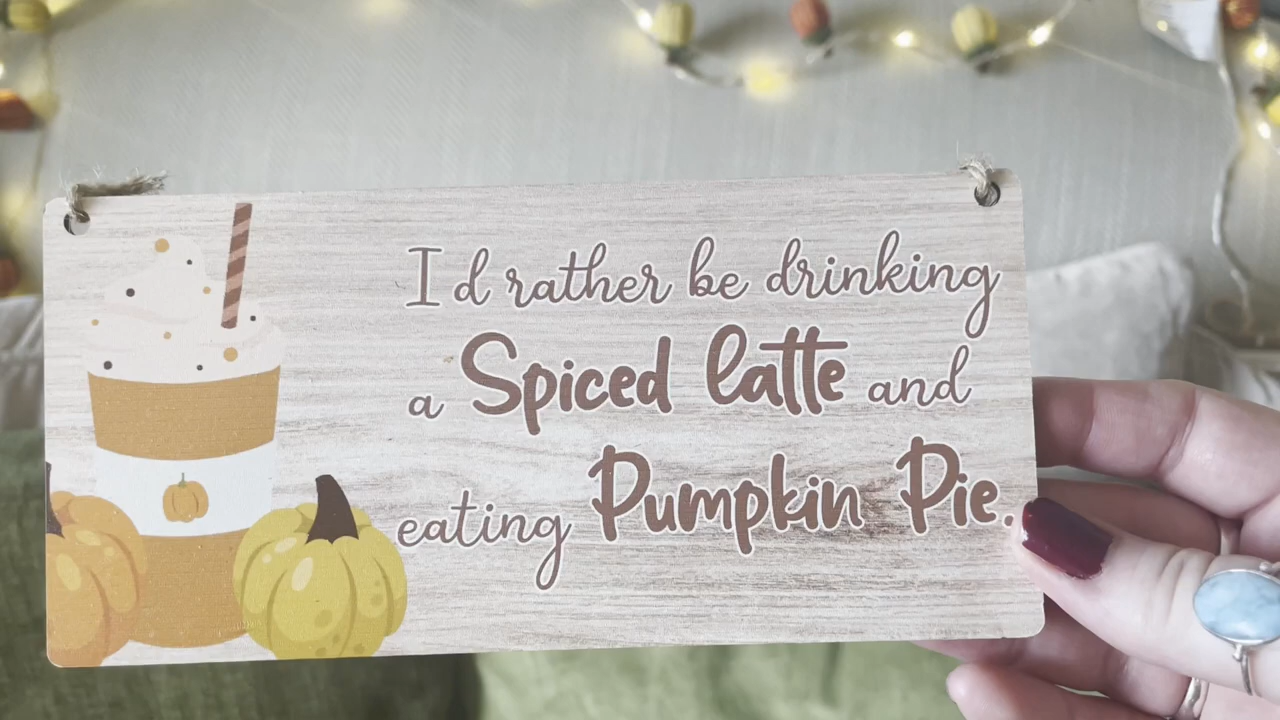 I d rather be drinking
a Spiced latte and
eating Pumpkin Pie.